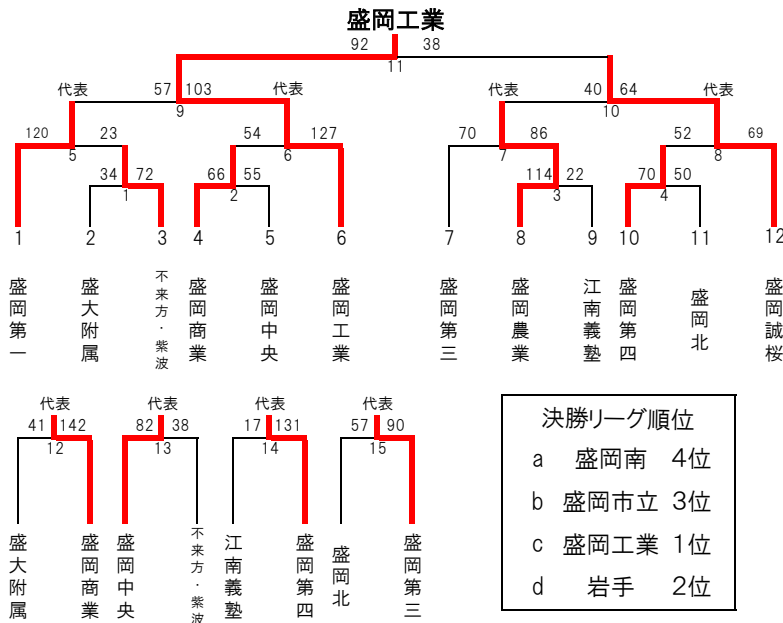 盛岡工業
92 38
11
代表 57 103 代表 代表 40 64 代表
9 10
120 23 54 127 70 86 52 69
5 6 7 8
34 72 66 55 114 22 70 50
1 2 3 4
1 2 3 4 5 6 7 8 9 10 11 12
盛岡第一
盛大附属
不来方・紫波
盛岡商業
盛岡中央
盛岡工業
盛岡第三
盛岡農業
江南義塾
盛岡第四
盛岡北
盛岡誠桜
代表 代表 代表 代表
41 142 82 38 17 131 57 90
12 13 14 15
盛大附属
盛岡商業
盛岡中央
不来方・紫波
江南義塾
盛岡第四
盛岡北
盛岡第三
決勝リーグ順位
a 盛岡南 4位
b 盛岡市立 3位
c 盛岡工業 1位
d 岩手 2位